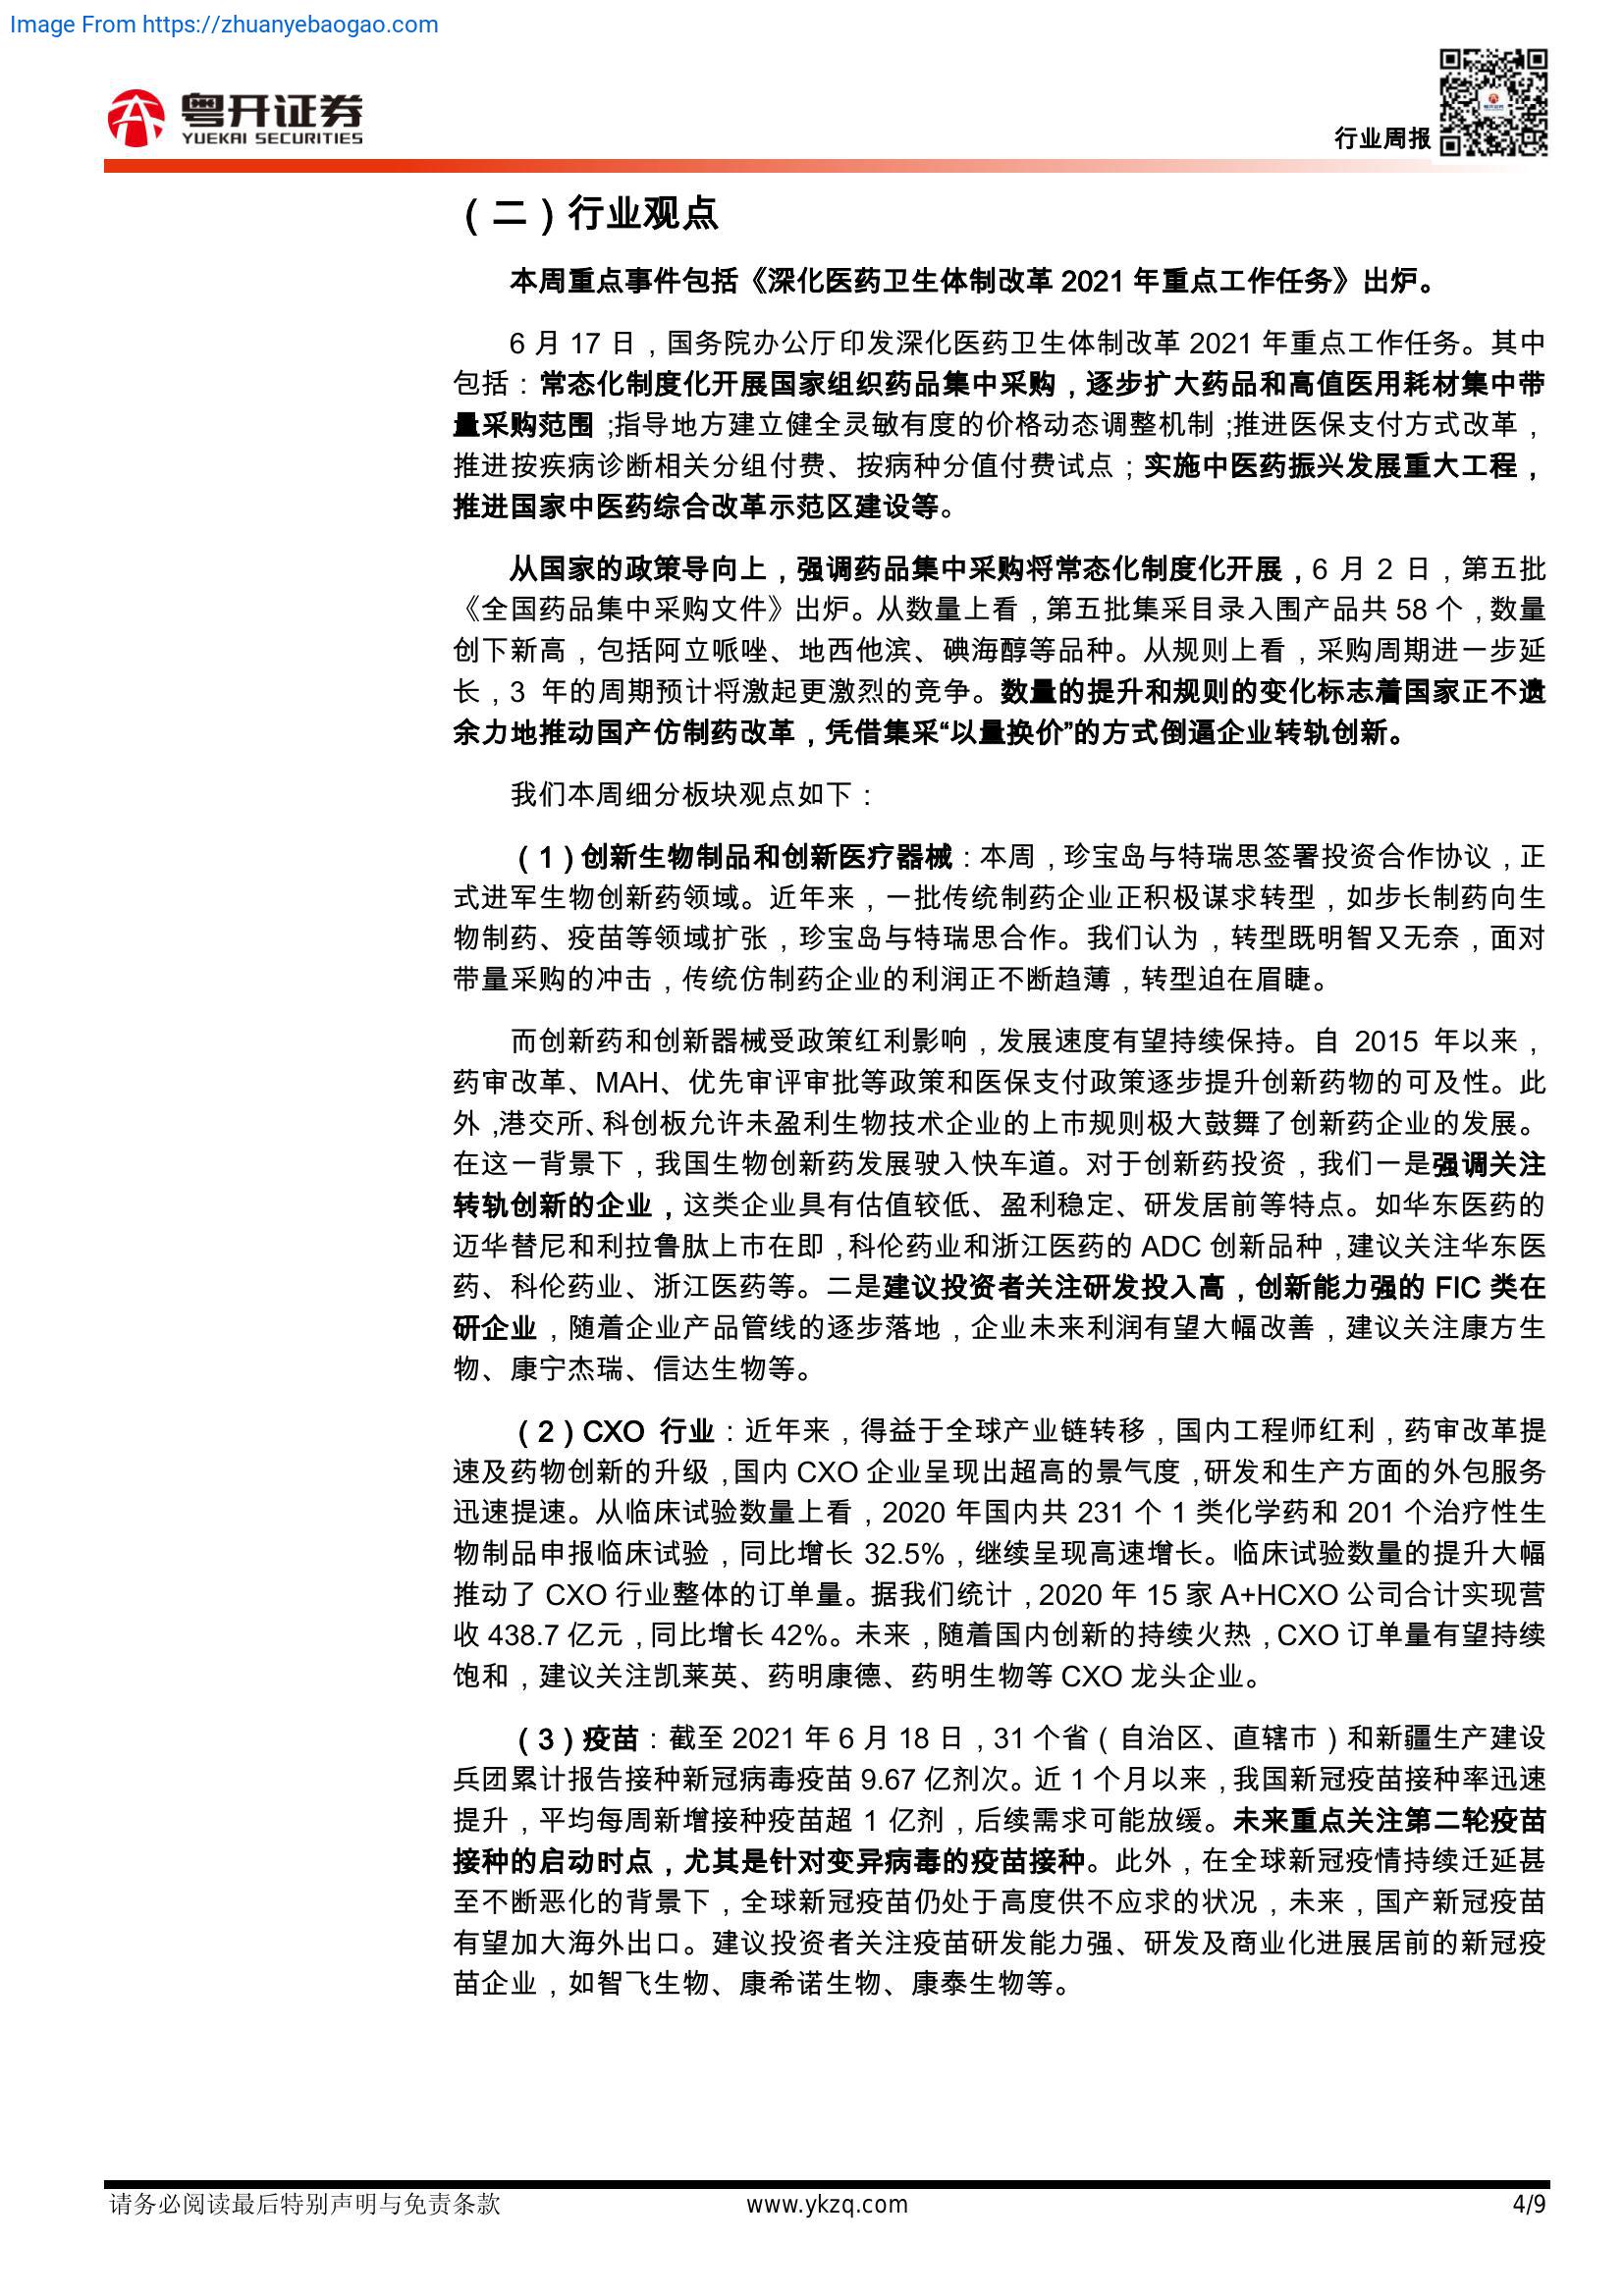 Image From https://zhuanyebaogao.com
粤开证券
YUEKAI SECURITIES
行业周报
（二）行业观点
本周重点事件包括《深化医药卫生体制改革 2021 年重点工作任务》出炉。
6 月 17 日，国务院办公厅印发深化医药卫生体制改革 2021 年重点工作任务。其中
包括：常态化制度化开展国家组织药品集中采购，逐步扩大药品和高值医用耗材集中带
量采购范围；指导地方建立健全灵敏有度的价格动态调整机制；推进医保支付方式改革，
推进按疾病诊断相关分组付费、按病种分值付费试点；实施中医药振兴发展重大工程，
推进国家中医药综合改革示范区建设等。
从国家的政策导向上，强调药品集中采购将常态化制度化开展，6 月 2 日，第五批
《全国药品集中采购文件》出炉。从数量上看，第五批集采目录入围产品共 58 个，数量
创下新高，包括阿立哌唑、地西他滨、碘海醇等品种。从规则上看，采购周期进一步延
长，3 年的周期预计将激起更激烈的竞争。数量的提升和规则的变化标志着国家正不遗
余力地推动国产仿制药改革，凭借集采“以量换价”的方式倒逼企业转轨创新。
我们本周细分板块观点如下：
（1）创新生物制品和创新医疗器械：本周，珍宝岛与特瑞思签署投资合作协议，正
式进军生物创新药领域。近年来，一批传统制药企业正积极谋求转型，如步长制药向生
物制药、疫苗等领域扩张，珍宝岛与特瑞思合作。我们认为，转型既明智又无奈，面对
带量采购的冲击，传统仿制药企业的利润正不断趋薄，转型迫在眉睫。
而创新药和创新器械受政策红利影响，发展速度有望持续保持。自 2015 年以来，
药审改革、MAH、优先审评审批等政策和医保支付政策逐步提升创新药物的可及性。此
外，港交所、科创板允许未盈利生物技术企业的上市规则极大鼓舞了创新药企业的发展。
在这一背景下，我国生物创新药发展驶入快车道。对于创新药投资，我们一是强调关注
转轨创新的企业，这类企业具有估值较低、盈利稳定、研发居前等特点。如华东医药的
迈华替尼和利拉鲁肽上市在即，科伦药业和浙江医药的 ADC 创新品种，建议关注华东医
药、科伦药业、浙江医药等。二是建议投资者关注研发投入高，创新能力强的 FIC 类在
研企业，随着企业产品管线的逐步落地，企业未来利润有望大幅改善，建议关注康方生
物、康宁杰瑞、信达生物等。
（2）CXO 行业：近年来，得益于全球产业链转移，国内工程师红利，药审改革提
速及药物创新的升级，国内 CXO 企业呈现出超高的景气度，研发和生产方面的外包服务
迅速提速。从临床试验数量上看，2020 年国内共 231 个 1 类化学药和 201 个治疗性生
物制品申报临床试验，同比增长 32.5%，继续呈现高速增长。临床试验数量的提升大幅
推动了 CXO 行业整体的订单量。据我们统计，2020 年 15 家 A+HCXO 公司合计实现营
收 438.7 亿元，同比增长 42%。未来，随着国内创新的持续火热，CXO 订单量有望持续
饱和，建议关注凯莱英、药明康德、药明生物等 CXO 龙头企业。
（3）疫苗：截至 2021 年 6 月 18 日，31 个省（自治区、直辖市）和新疆生产建设
兵团累计报告接种新冠病毒疫苗 9.67 亿剂次。近 1 个月以来，我国新冠疫苗接种率迅速
提升，平均每周新增接种疫苗超 1 亿剂，后续需求可能放缓。未来重点关注第二轮疫苗
接种的启动时点，尤其是针对变异病毒的疫苗接种。此外，在全球新冠疫情持续迁延甚
至不断恶化的背景下，全球新冠疫苗仍处于高度供不应求的状况，未来，国产新冠疫苗
有望加大海外出口。建议投资者关注疫苗研发能力强、研发及商业化进展居前的新冠疫
苗企业，如智飞生物、康希诺生物、康泰生物等。
请务必阅读最后特别声明与免责条款
www.ykzq.com
4/9